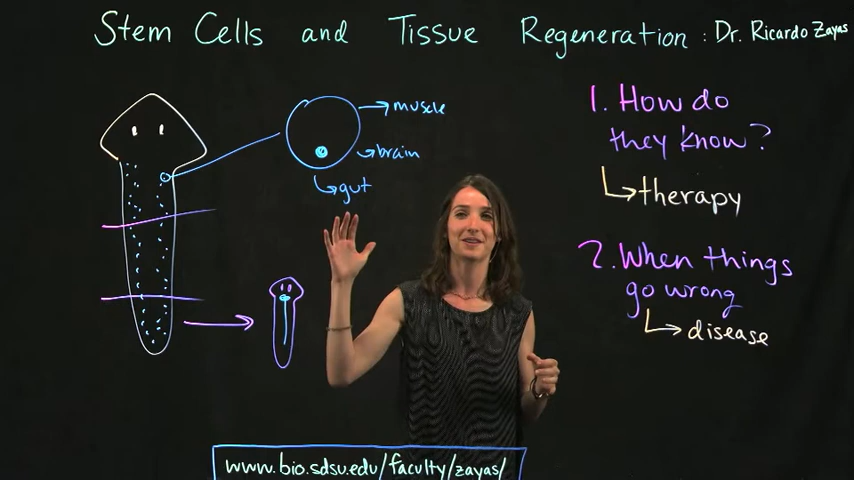 Stem Cells and Tissue Regeneration : Dr. Ricardo Zayas
muscle
brain
gut
1. How do
they know?
therapy
2. When things
go wrong
disease
www.bio.sdsu.edu/faculty/zayas/